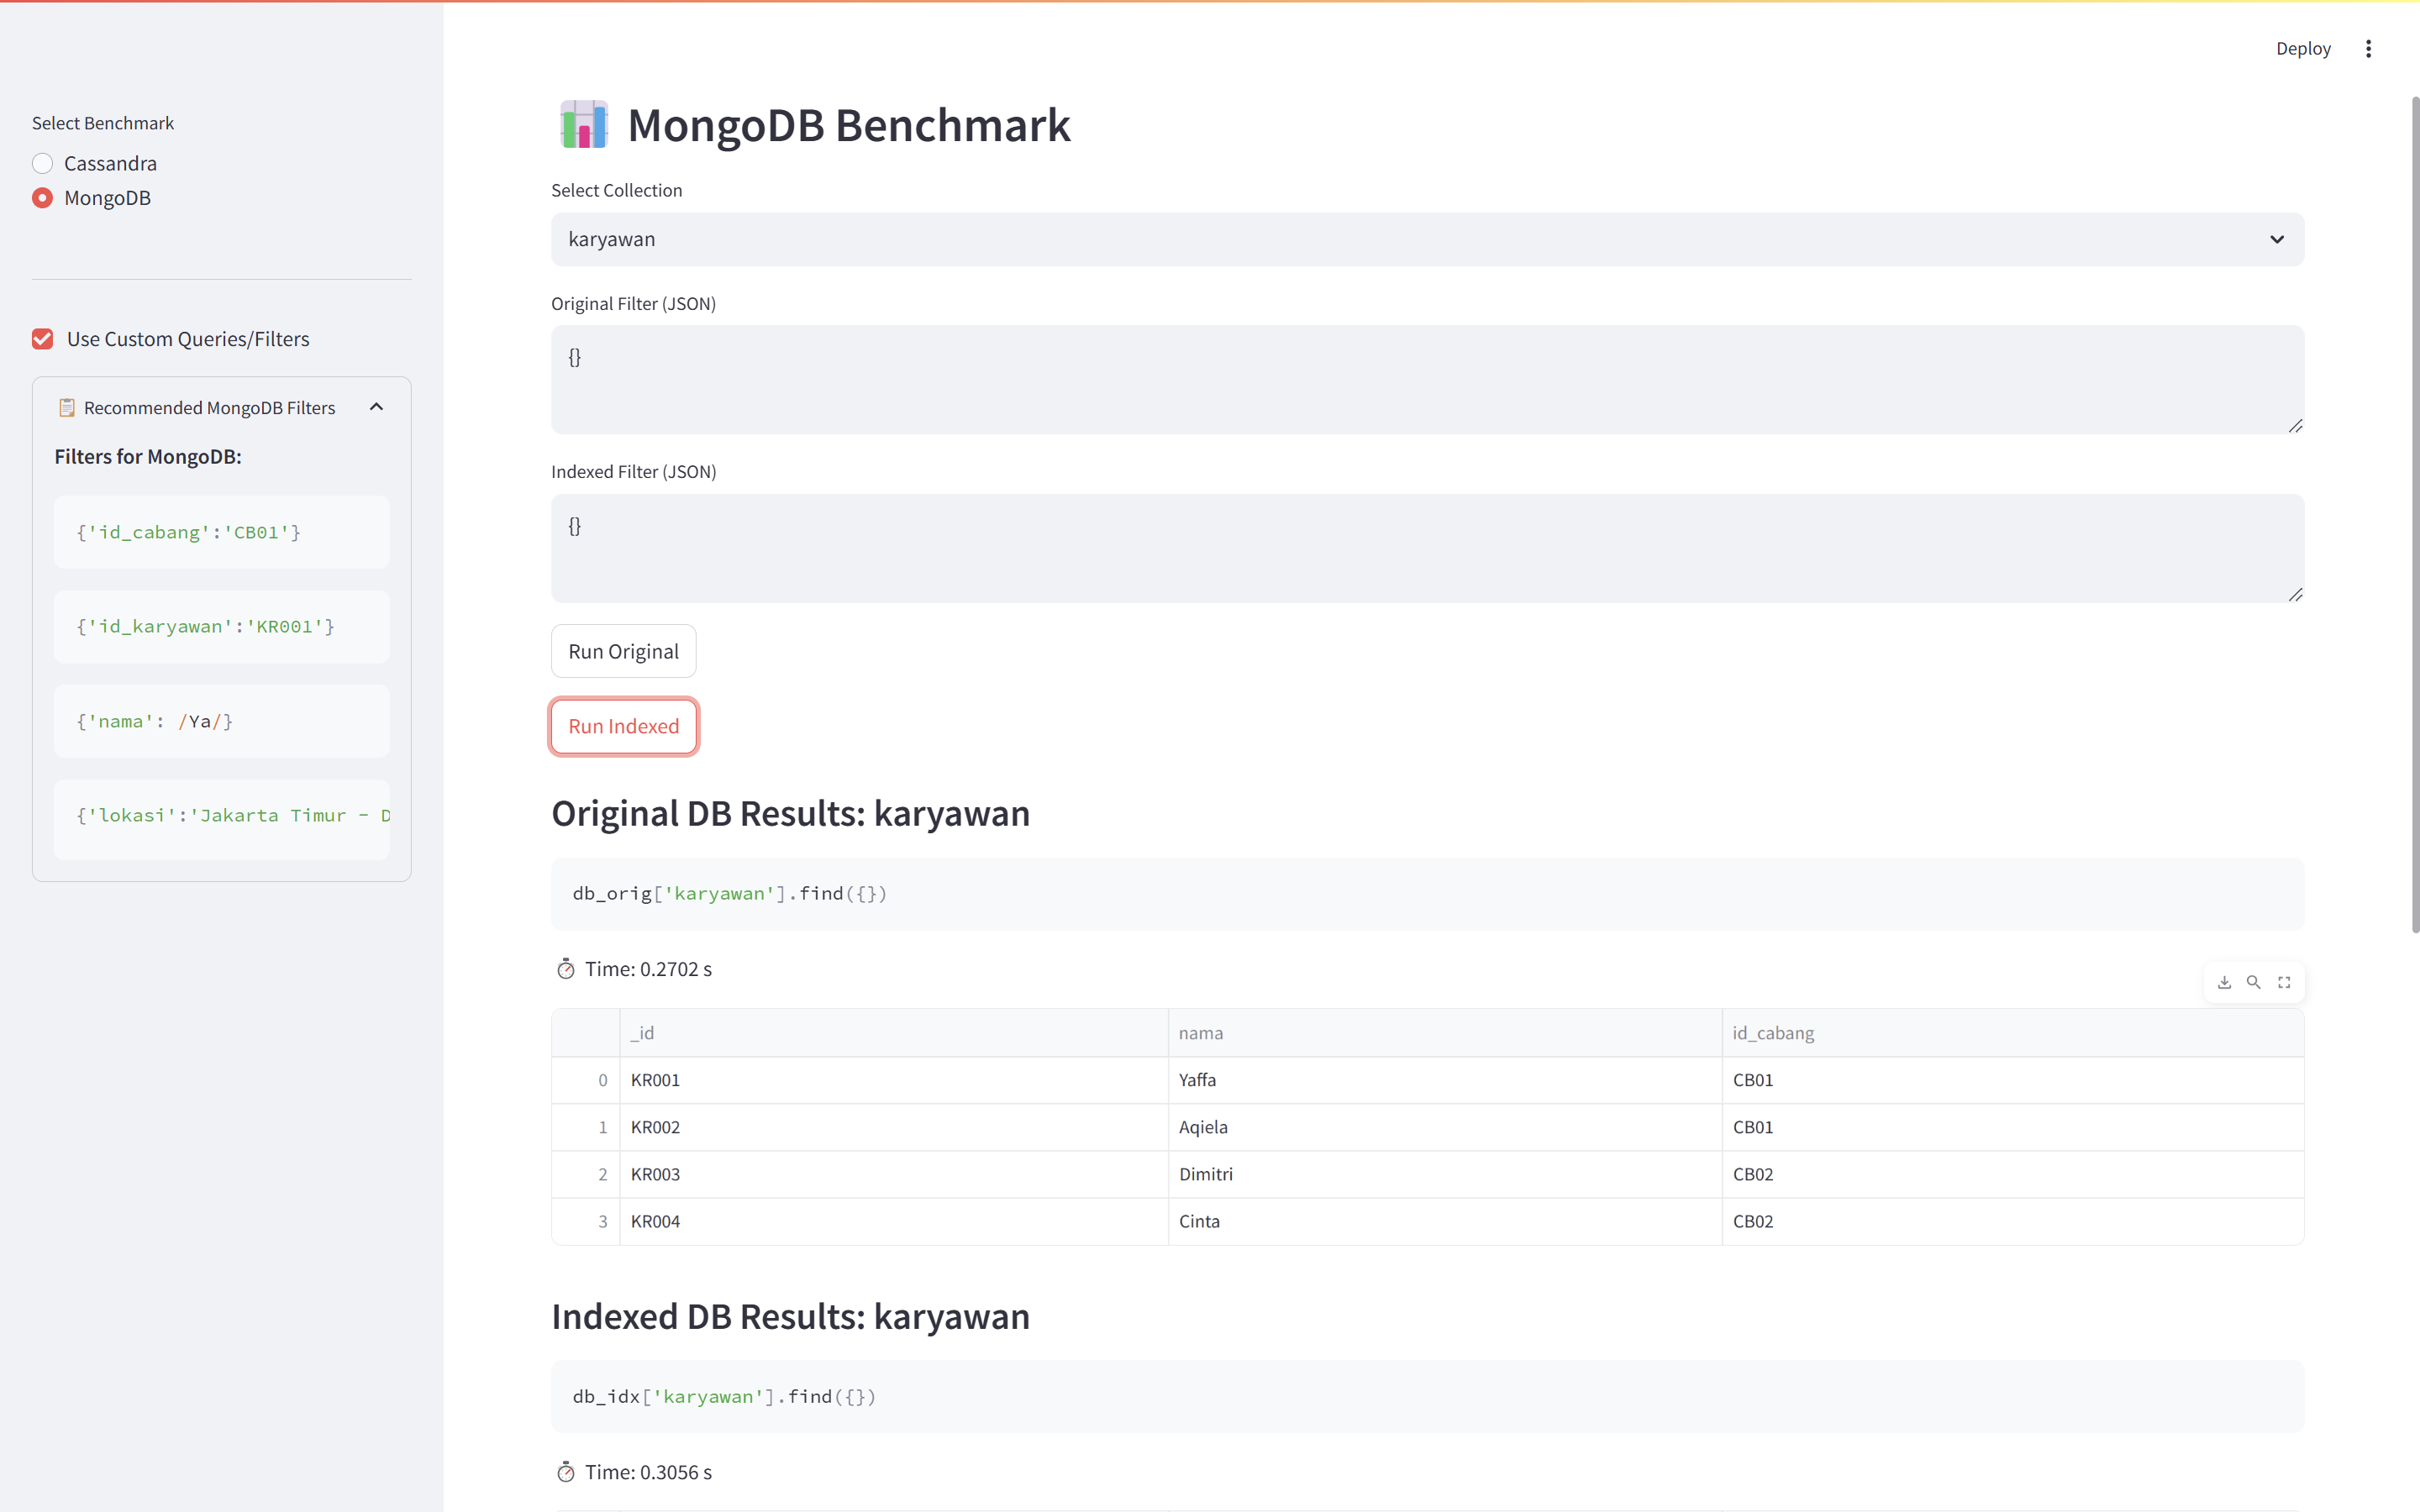 Deploy
Select Benchmark
Cassandra
MongoDB
Use Custom Queries/Filters
Recommended MongoDB Filters
Filters for MongoDB:
{'id_cabang':'CB01'}
{'id_karyawan':'KR001'}
{'nama': /Ya/}
{'lokasi':'Jakarta Timur - D
MongoDB Benchmark
Select Collection
karyawan
Original Filter (JSON)
{}
Indexed Filter (JSON)
{}
Run Original
Run Indexed
Original DB Results: karyawan
db_orig['karyawan'].find({})
Time: 0.2702 s
_id nama id_cabang
0 KR001 Yaffa CB01
1 KR002 Aqiela CB01
2 KR003 Dimitri CB02
3 KR004 Cinta CB02
Indexed DB Results: karyawan
db_idx['karyawan'].find({})
Time: 0.3056 s